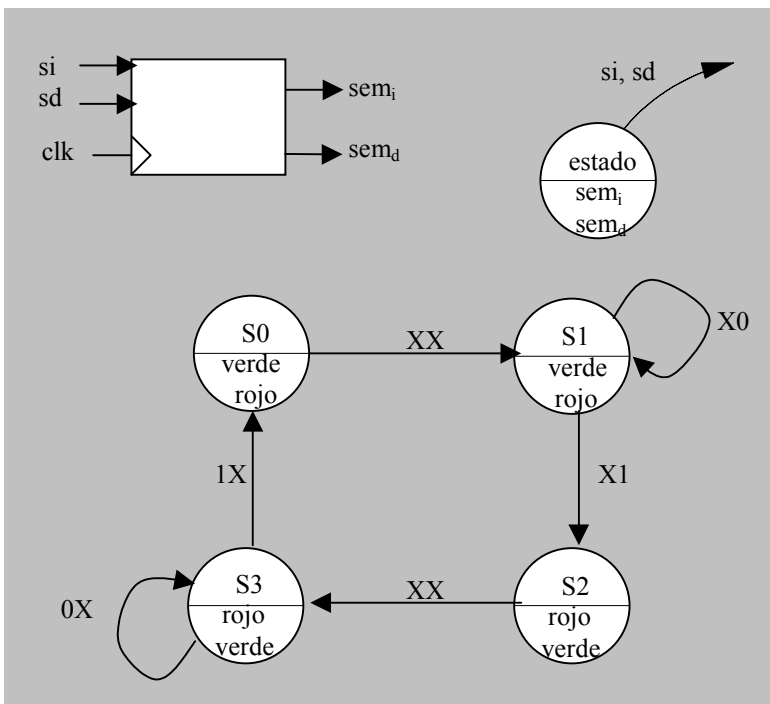 si
sd
clk
semi
semd
si, sd
estado
semi
semd
S0
verde
rojo
XX
S1
verde
rojo
X0
1X
X1
S3
rojo
verde
0X
XX
S2
rojo
verde